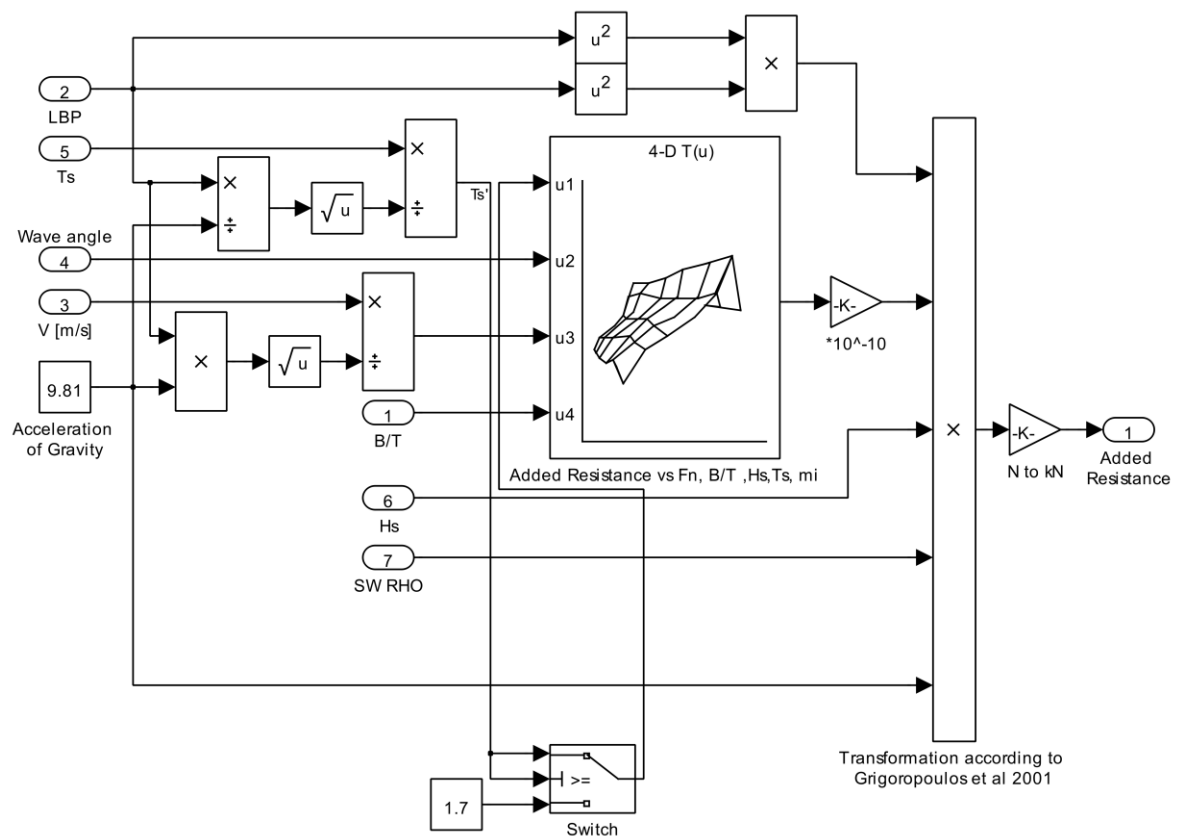 u²
u²
×
2
LBP
5
Ts
×
÷
4-D T(u)
×
÷
√u
Ts'
u1
Wave angle
4
u2
3
V [m/s]
×
÷
u3
-K-
*10^-10
×
√u
9.81
Acceleration
of Gravity
1
B/T
u4
×
-K-
N to kN
1
Added
Resistance
Added Resistance vs Fn, B/T ,Hs,Ts, mi
6
Hs
7
SW RHO
Transformation according to
Grigoropoulos et al 2001
>=
1.7
Switch